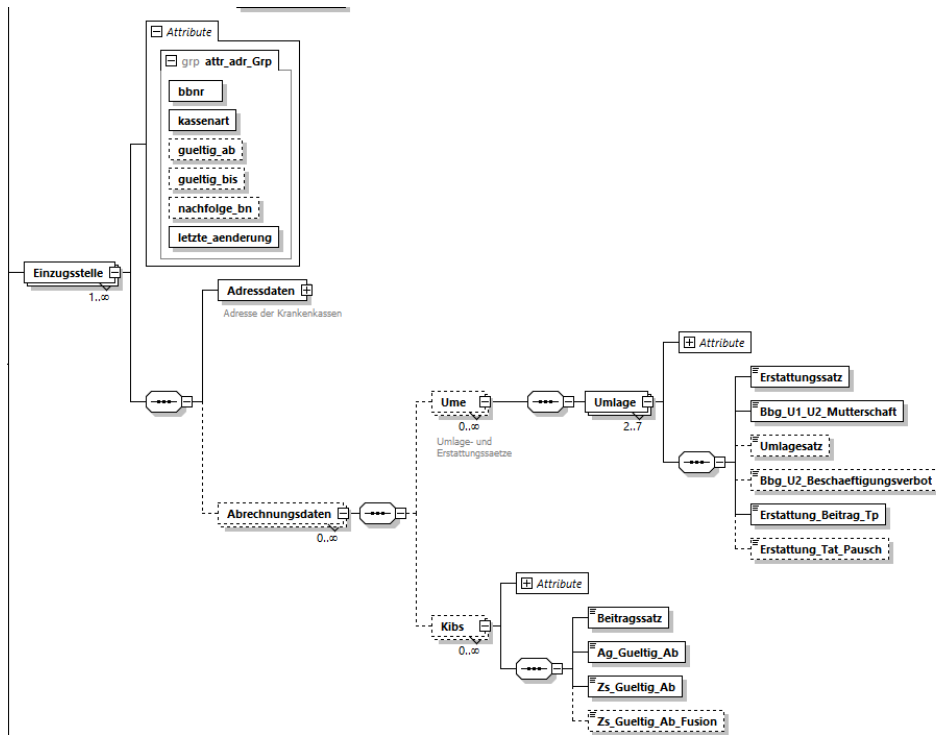 Attribute
grp attr_adr_Grp
bbnr
kassenart
gueltig_ab
gueltig_bis
nachfolge_bn
letzte_aenderung
Einzugsstelle
1..∞
Adressdaten
Adresse der Krankenkassen
Abrechnungsdaten
0..∞
Ume
0..∞
Umlage- und
Erstattungssaetze
Umlage
2..7
Attribute
Erstattungssatz
Bbg_U1_U2_Mutterschaft
Umlagesatz
Bbg_U2_Beschaeftigungsverbot
Erstattung_Beitrag_Tp
Erstattung_Tat_Pausch
Kibs
0..∞
Attribute
Beitragssatz
Ag_Gueltig_Ab
Zs_Gueltig_Ab
Zs_Gueltig_Ab_Fusion